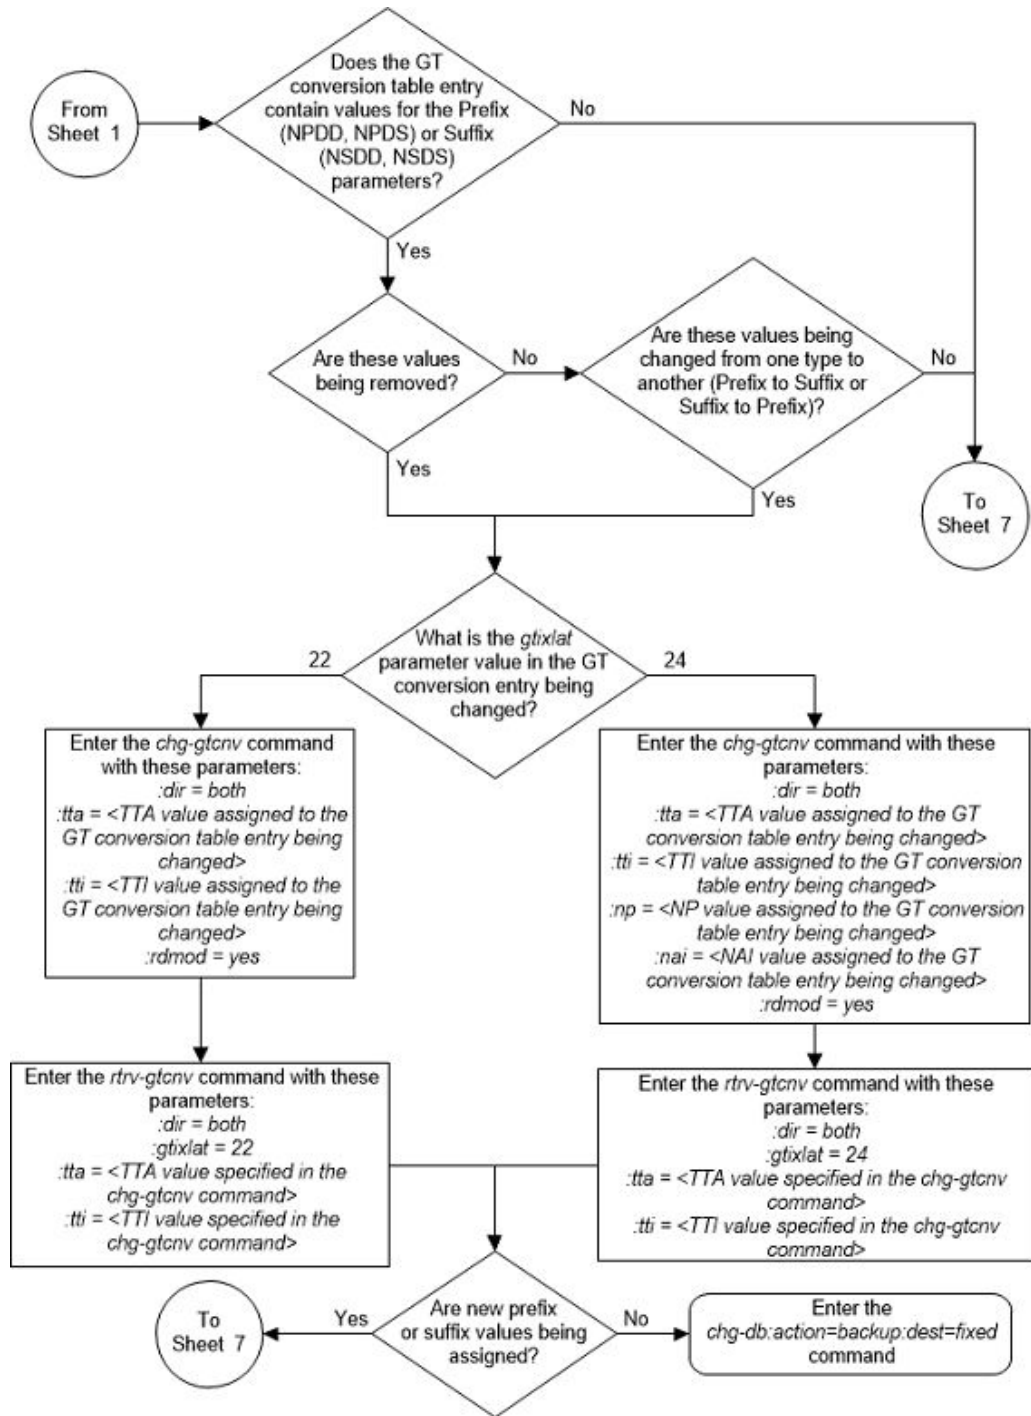 Does the GT
conversion table entry
contain values for the Prefix
(NPDD, NPDS) or Suffix
(NSDD, NSDS)
parameters?
From
Sheet 1
No
Yes
Are these values
being removed?
No
Are these values being
changed from one type to
another (Prefix to Suffix or
Suffix to Prefix)?
No
Yes
Yes
To
Sheet 7
What is the gtixlat
parameter value in the GT
conversion entry being
changed?
22
24
Enter the chg-gtcnv command
with these parameters:
:dir = both
:tta = <TTA value assigned to the
GT conversion table entry being
changed>
:tti = <TTI value assigned to the
GT conversion table entry being
changed>
:rdmod = yes
Enter the chg-gtcnv command with these
parameters:
:dir = both
:tta = <TTA value assigned to the GT
conversion table entry being changed>
:tti = <TTI value assigned to the GT conversion
table entry being changed>
:np = <NP value assigned to the GT conversion
table entry being changed>
:nai = <NAI value assigned to the GT
conversion table entry being changed>
:rdmod = yes
Enter the rtrv-gtcnv command with these
parameters:
:dir = both
:gtixlat = 22
:tta = <TTA value specified in the
chg-gtcnv command>
:tti = <TTI value specified in the
chg-gtcnv command>
Enter the rtrv-gtcnv command with these
parameters:
:dir = both
:gtixlat = 24
:tta = <TTA value specified in the chg-gtcnv
command>
:tti = <TTI value specified in the chg-gtcnv
command>
To
Sheet 7
Yes
Are new prefix
or suffix values being
assigned?
No
Enter the
chg-db:action=backup:dest=fixed
command